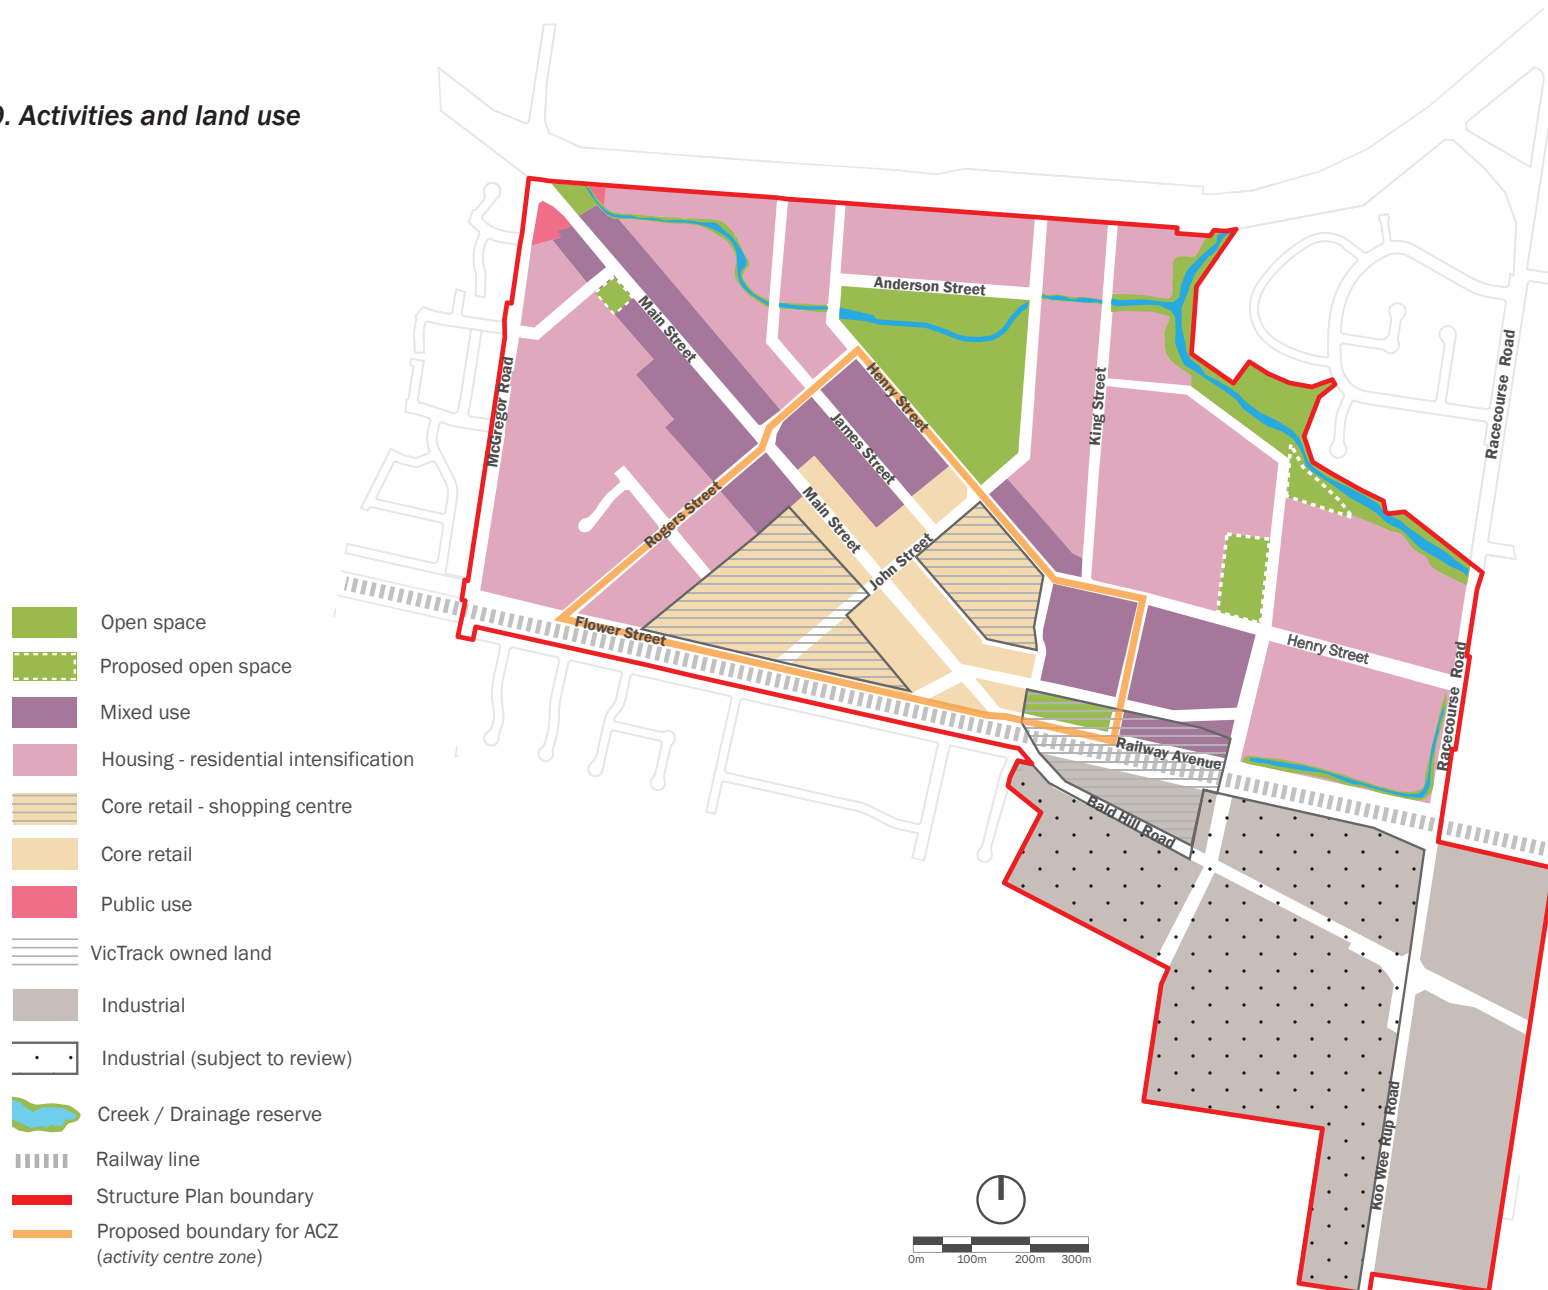 . Activities and land use
Anderson Street
Main Street
McGregor Road
Henry Street
James Street
King Street
Racecourse Road
Rogers Street
Main Street
John Street
Flower Street
Henry Street
Racecourse Road
Railway Avenue
Bald Hill Road
Koo Wee Rup Road
Open space
Proposed open space
Mixed use
Housing - residential intensification
Core retail - shopping centre
Core retail
Public use
VicTrack owned land
Industrial
Industrial (subject to review)
Creek / Drainage reserve
Railway line
Structure Plan boundary
Proposed boundary for ACZ
(activity centre zone)
0m 100m 200m 300m